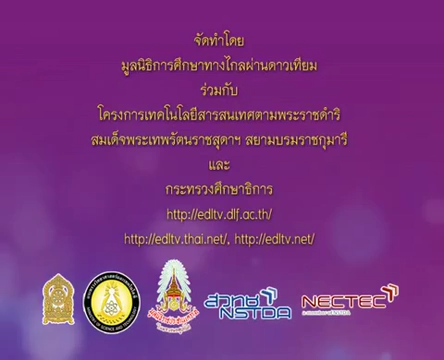 จัดทำโดย
มูลนิธิการศึกษาทางไกลผ่านดาวเทียม
ร่วมกับ
โครงการเทคโนโลยีสารสนเทศตามพระราชดำริ
สมเด็จพระเทพรัตนราชสุดาฯ สยามบรมราชกุมารี
และ
กระทรวงศึกษาธิการ
http://edltv.dlf.ac.th/
http://edltv.thai.net/, http://edltv.net/
สวทช NECTEC
NSTDA a member of NSTDA